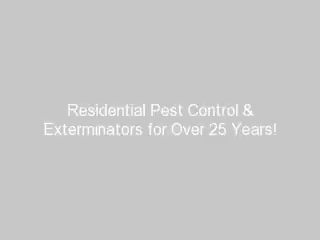 Residential Pest Control &
Exterminators for Over 25 Years!